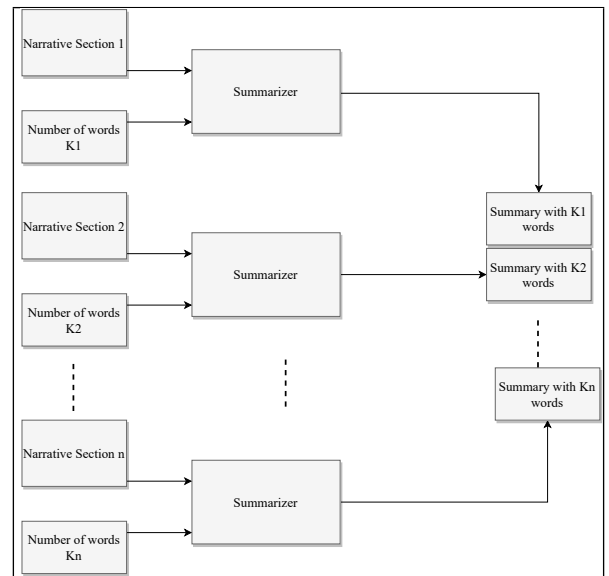 Narrative Section 1
Number of words
K1
Summarizer
Summary with K1
words
Narrative Section 2
Number of words
K2
Summarizer
Summary with K2
words
Narrative Section n
Number of words
Kn
Summarizer
Summary with Kn
words